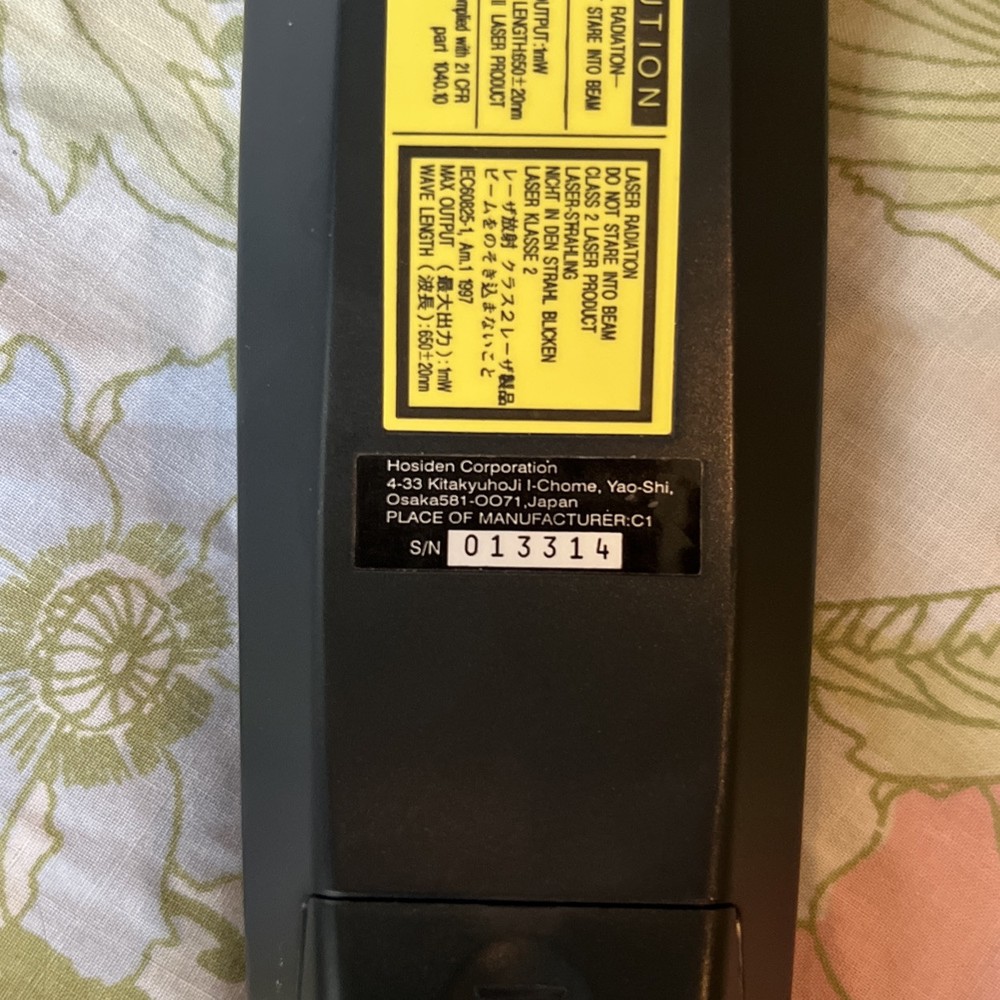 UTION
RADIATION–
STARE INTO BEAM
UTPUT:1mW
LENGTH:650±20nm
II LASER PRODUCT
mplied with 21 CFR
part 1040.10
LASER RADIATION
DO NOT STARE INTO BEAM
CLASS 2 LASER PRODUCT
LASER-STRAHLING
NICHT IN DEN STRAHL BLICKEN
LASER KLASSE 2
レーザ放射 クラス2レーザ製品
ビームをのぞき込まないこと
IEC60825-1, Am.1 1997
MAX OUTPUT (最大出力):1mW
WAVE LENGTH (波長):650±20nm
Hosiden Corporation
4-33 KitakyuhoJi I-Chome, Yao-Shi,
Osaka581-OO71,Japan
PLACE OF MANUFACTURER:C1
S/N 013314